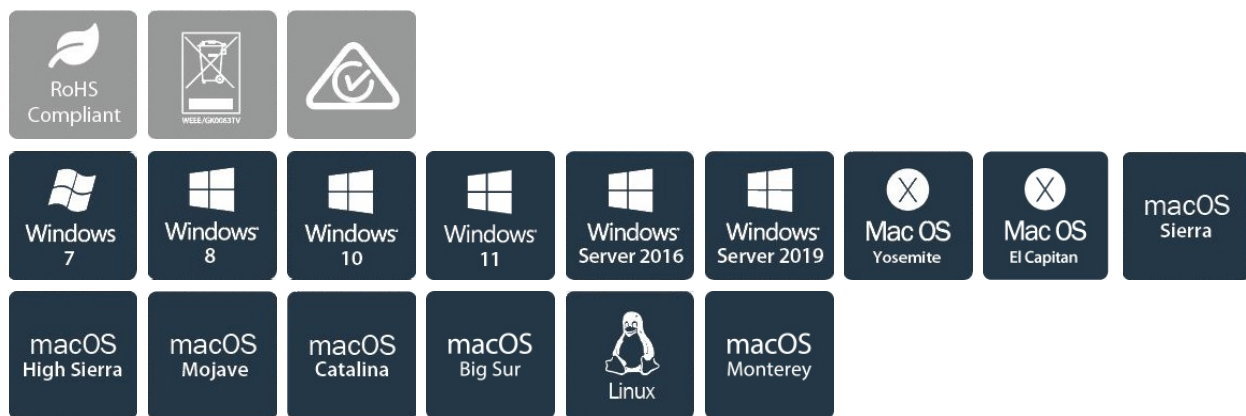 RoHS
Compliant
WEEE/GK0083TV
Windows
7
Windows
8
Windows
10
Windows
11
Windows
Server 2016
Windows
Server 2019
X
Mac OS
Yosemite
X
Mac OS
El Capitan
macOS
Sierra
macOS
High Sierra
macOS
Mojave
macOS
Catalina
macOS
Big Sur
Linux
macOS
Monterey